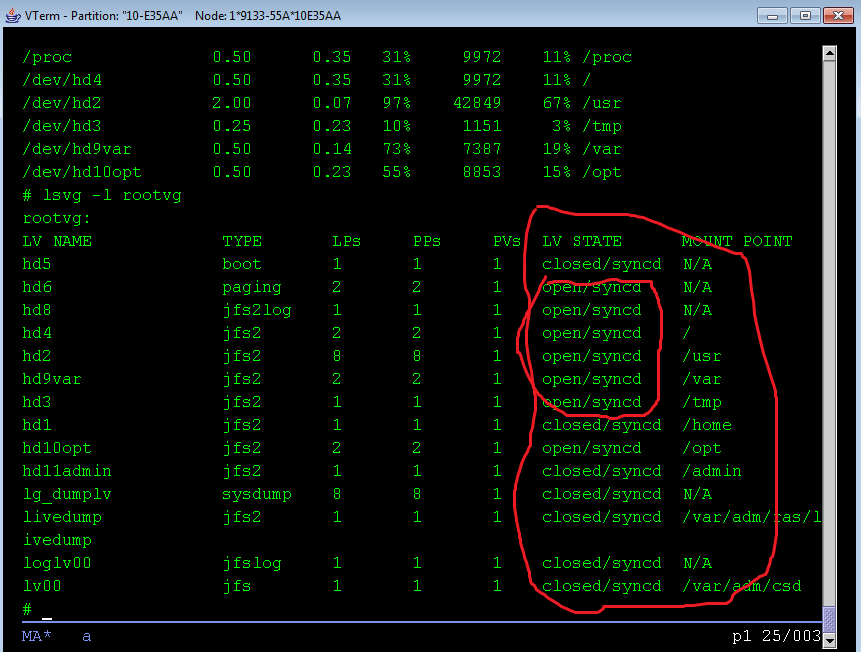 VTerm - Partition: "10-E35AA" Node: 1*9133-55A*10E35AA
/proc 0.50 0.35 31% 9972 11% /proc
/dev/hd4 0.50 0.35 31% 9972 11% /
/dev/hd2 2.00 0.07 97% 42849 67% /usr
/dev/hd3 0.25 0.23 10% 1151 3% /tmp
/dev/hd9var 0.50 0.14 73% 7387 19% /var
/dev/hd10opt 0.50 0.23 55% 8853 15% /opt
# lsvg -l rootvg
rootvg:
LV NAME TYPE LPs PPs PVs LV STATE MOUNT POINT
hd5 boot 1 1 1 closed/syncd N/A
hd6 paging 2 2 1 open/syncd N/A
hd8 jfs2log 1 1 1 open/syncd N/A
hd4 jfs2 2 2 1 open/syncd /
hd2 jfs2 8 8 1 open/syncd /usr
hd9var jfs2 2 2 1 open/syncd /var
hd3 jfs2 1 1 1 open/syncd /tmp
hd1 jfs2 1 1 1 closed/syncd /home
hd10opt jfs2 2 2 1 open/syncd /opt
hd11admin jfs2 1 1 1 closed/syncd /admin
lg_dumplv sysdump 8 8 1 closed/syncd N/A
livedump jfs2 1 1 1 closed/syncd /var/adm/ras/l
ivedump
loglv00 jfslog 1 1 1 closed/syncd N/A
lv00 jfs 1 1 1 closed/syncd /var/adm/csd
# _
MA* a p1 25/003